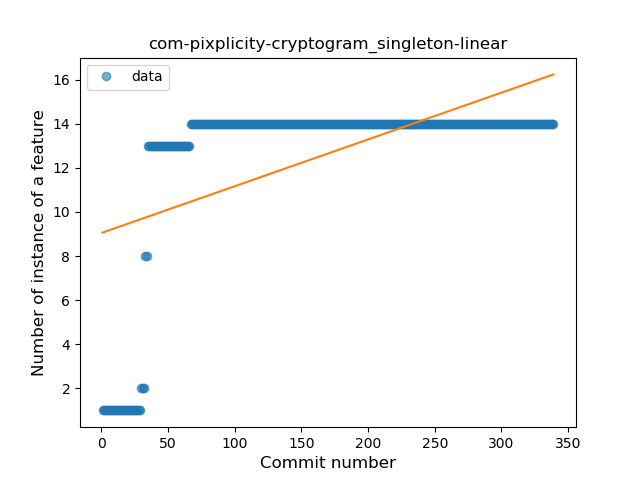 com-pixplicity-cryptogram_singleton-linear
data
Number of instance of a feature
16
14
12
10
8
6
4
2
0 50 100 150 200 250 300 350
Commit number